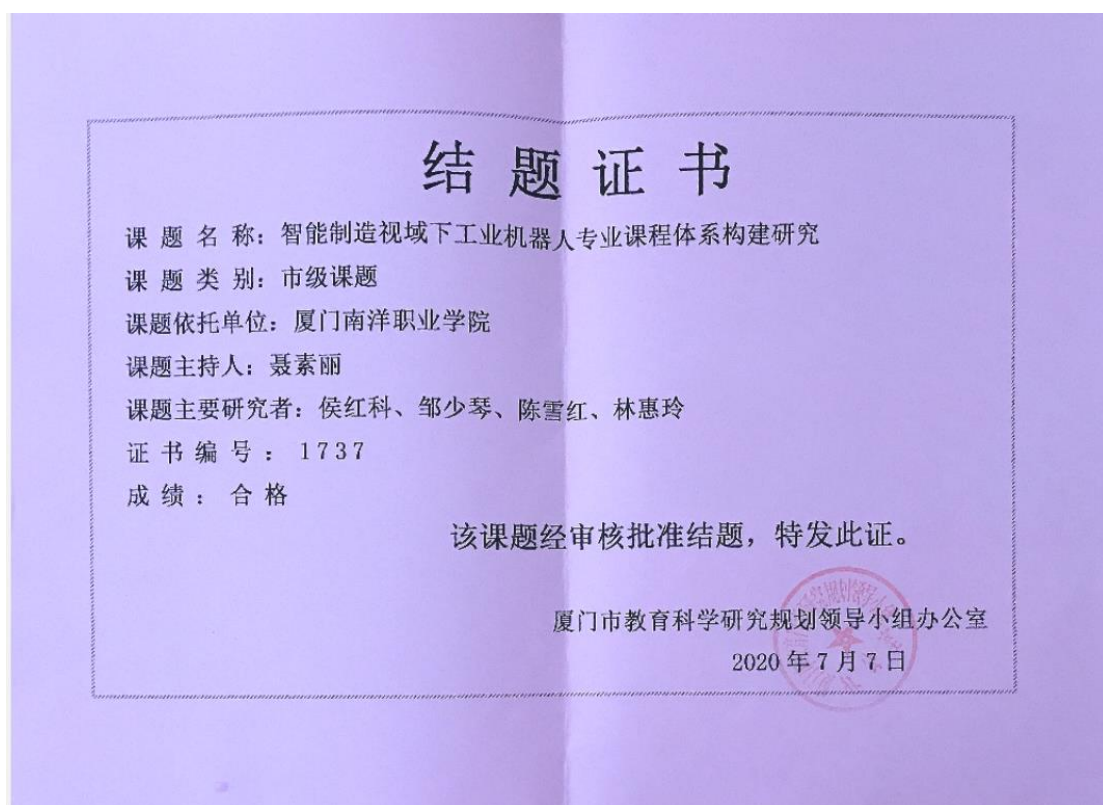 结题证书
课题名称：智能制造视域下工业机器人专业课程体系构建研究
课题类别：市级课题
课题依托单位：厦门南洋职业学院
课题主持人：聂素丽
课题主要研究者：侯红科、邹少琴、陈雪红、林惠玲
证书编号：1737
成绩：合格
该课题经审核批准结题，特发此证。
厦门市教育科学研究规划领导小组办公室
2020年7月7日